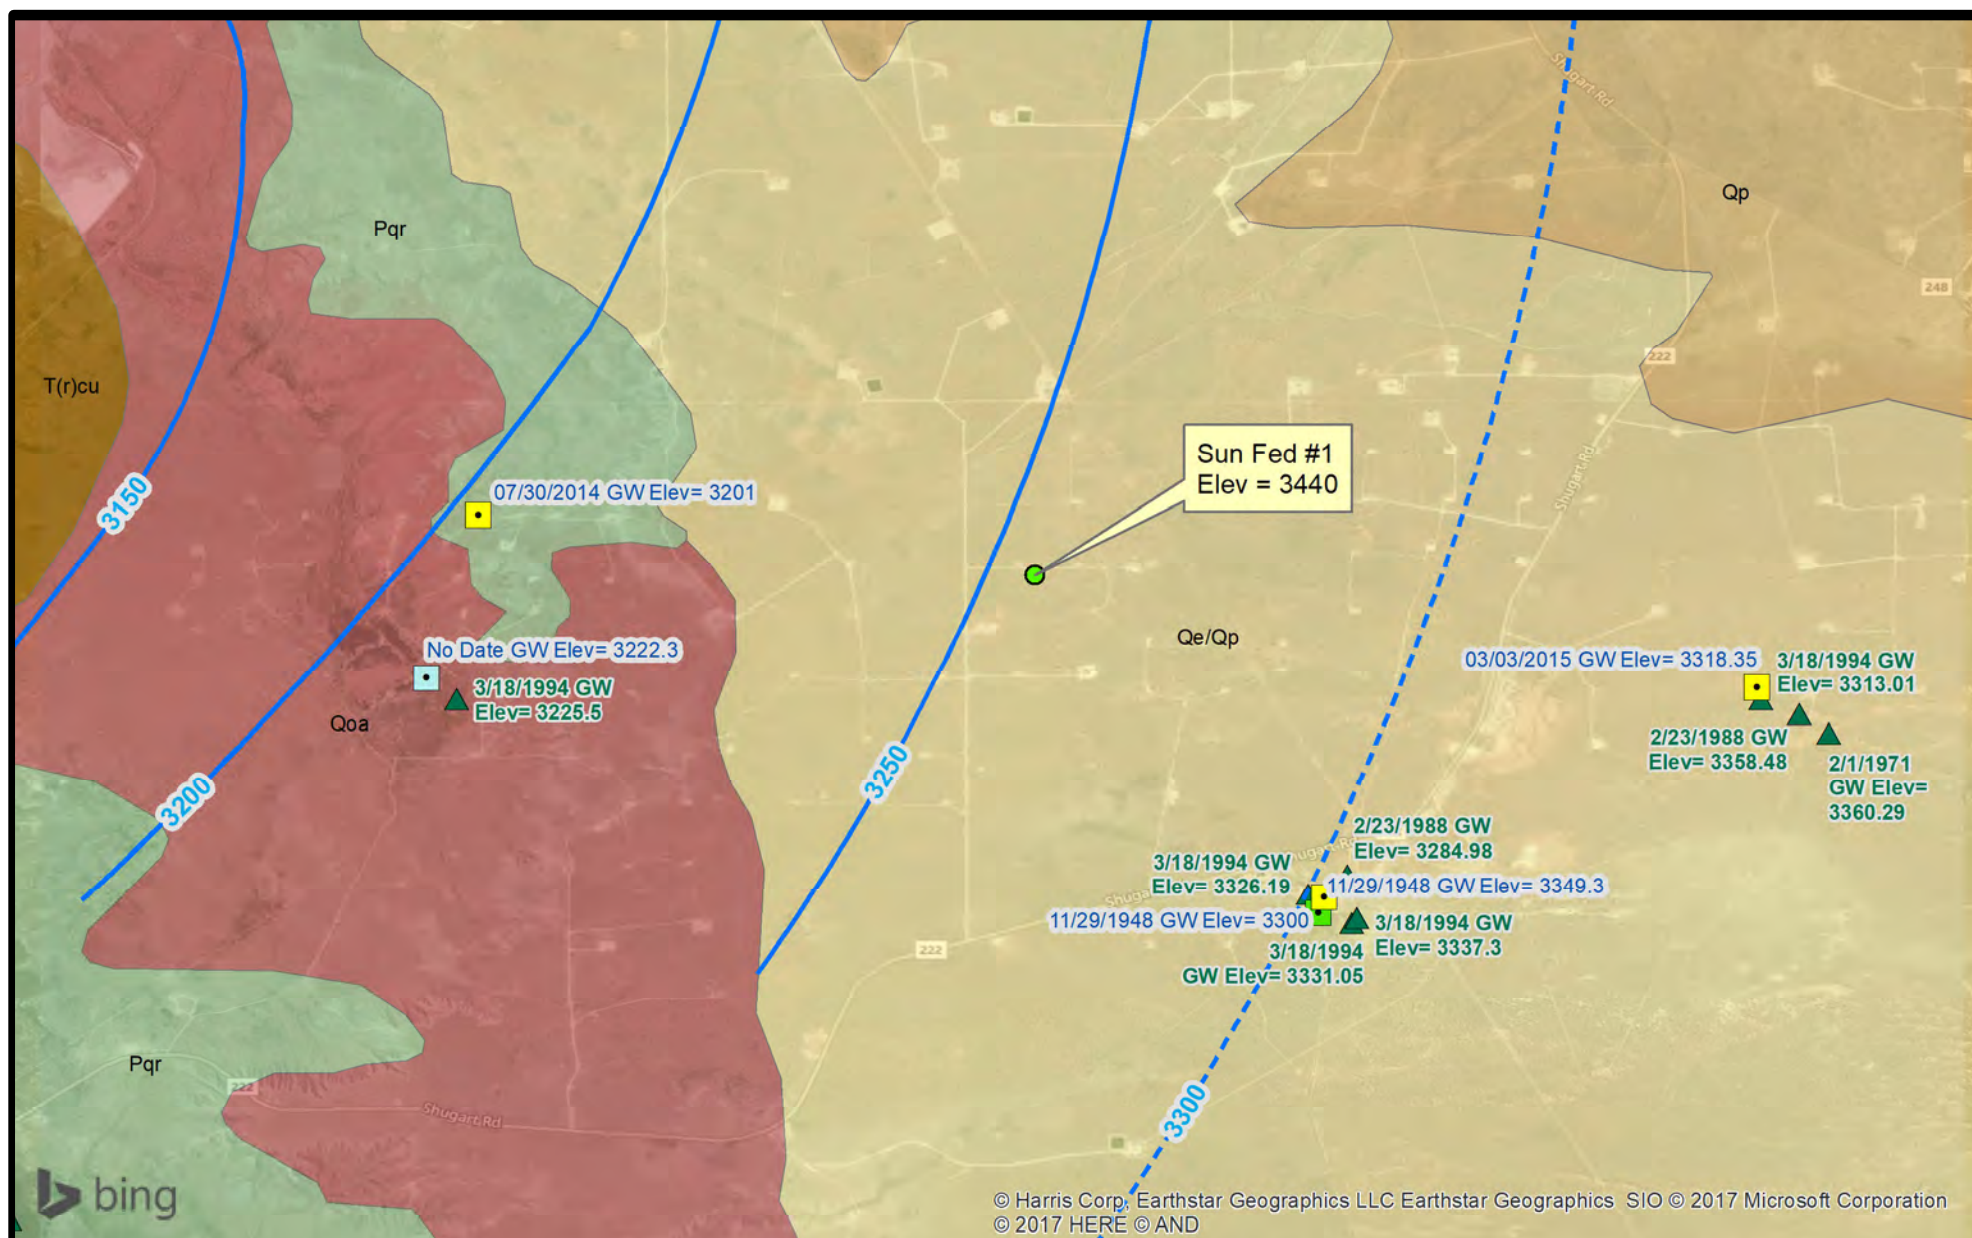 Shugart Rd
Qp
Pqr
248
222
T(r)cu
Sun Fed #1
Elev = 3440
3150
07/30/2014 GW Elev= 3201
Shugart Rd
Qe/Qp
No Date GW Elev= 3222.3
3/18/1994 GW
Elev= 3225.5
Qoa
03/03/2015 GW Elev= 3318.35
3/18/1994 GW
Elev= 3313.01
2/23/1988 GW
Elev= 3358.48
2/1/1971
GW Elev=
3360.29
3250
3200
2/23/1988 GW
Elev= 3284.98
Shugart Rd
3/18/1994 GW
Elev= 3326.19
11/29/1948 GW Elev= 3349.3
11/29/1948 GW Elev= 3300
3/18/1994 GW
Elev= 3337.3
3/18/1994
GW Elev= 3331.05
222
Pqr
222
Shugart Rd
3300
bing
© Harris Corp, Earthstar Geographics LLC Earthstar Geographics SIO © 2017 Microsoft Corporation
© 2017 HERE © AND